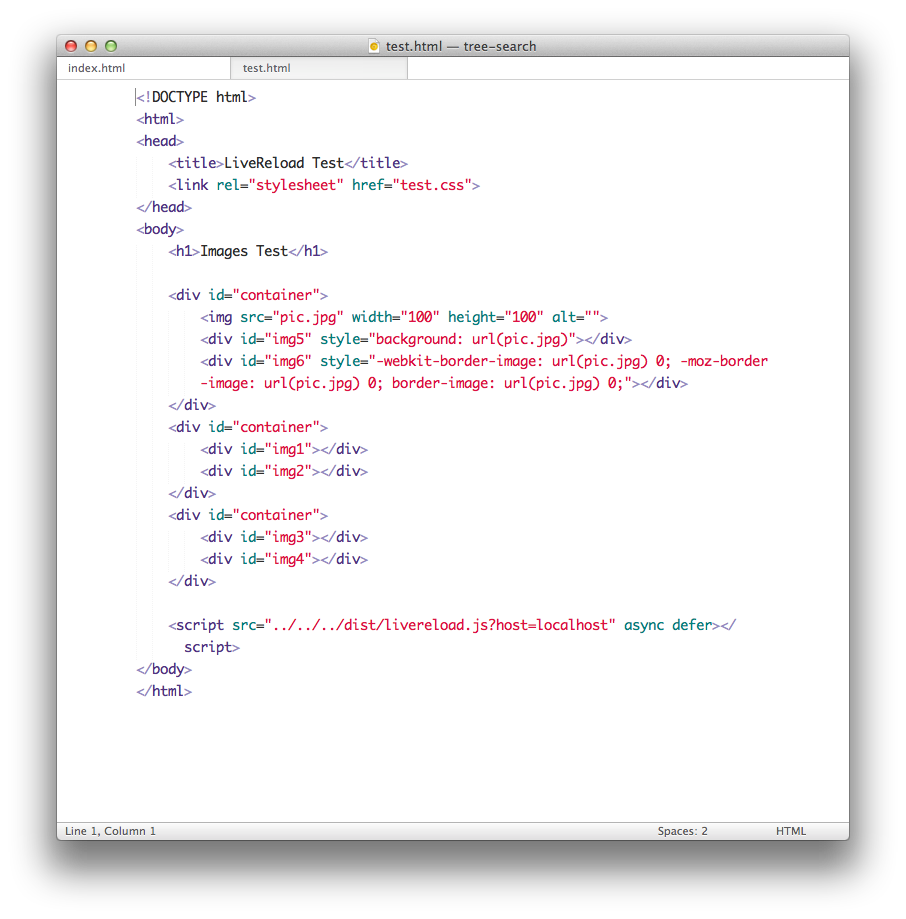 test.html — tree-search
index.html
test.html
<!DOCTYPE html>
<html>
<head>
    <title>LiveReload Test</title>
    <link rel="stylesheet" href="test.css">
</head>
<body>
    <h1>Images Test</h1>

    <div id="container">
        <img src="pic.jpg" width="100" height="100" alt="">
        <div id="img5" style="background: url(pic.jpg)"></div>
        <div id="img6" style="-webkit-border-image: url(pic.jpg) 0; -moz-border
        -image: url(pic.jpg) 0; border-image: url(pic.jpg) 0;"></div>
    </div>
    <div id="container">
        <div id="img1"></div>
        <div id="img2"></div>
    </div>
    <div id="container">
        <div id="img3"></div>
        <div id="img4"></div>
    </div>

    <script src="../../../dist/livereload.js?host=localhost" async defer></
      script>
</body>
</html>
Line 1, Column 1
Spaces: 2
HTML